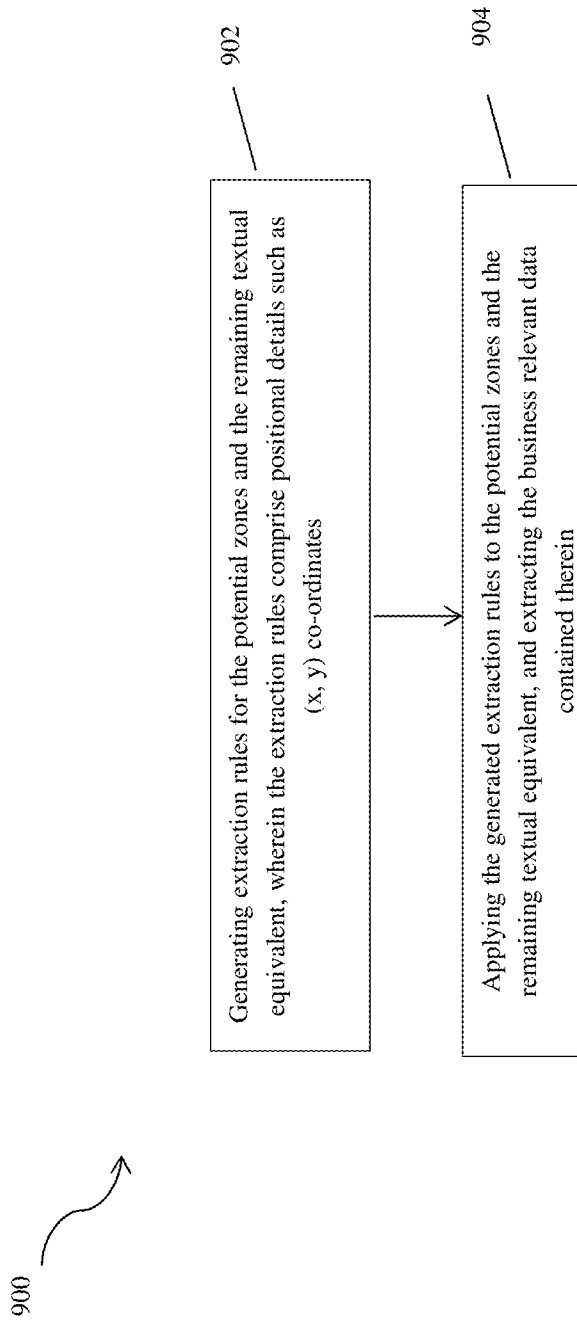 900
902
Generating extraction rules for the potential zones and the remaining textual
equivalent, wherein the extraction rules comprise positional details such as
(x, y) co-ordinates
904
Applying the generated extraction rules to the potential zones and the
remaining textual equivalent, and extracting the business relevant data
contained therein